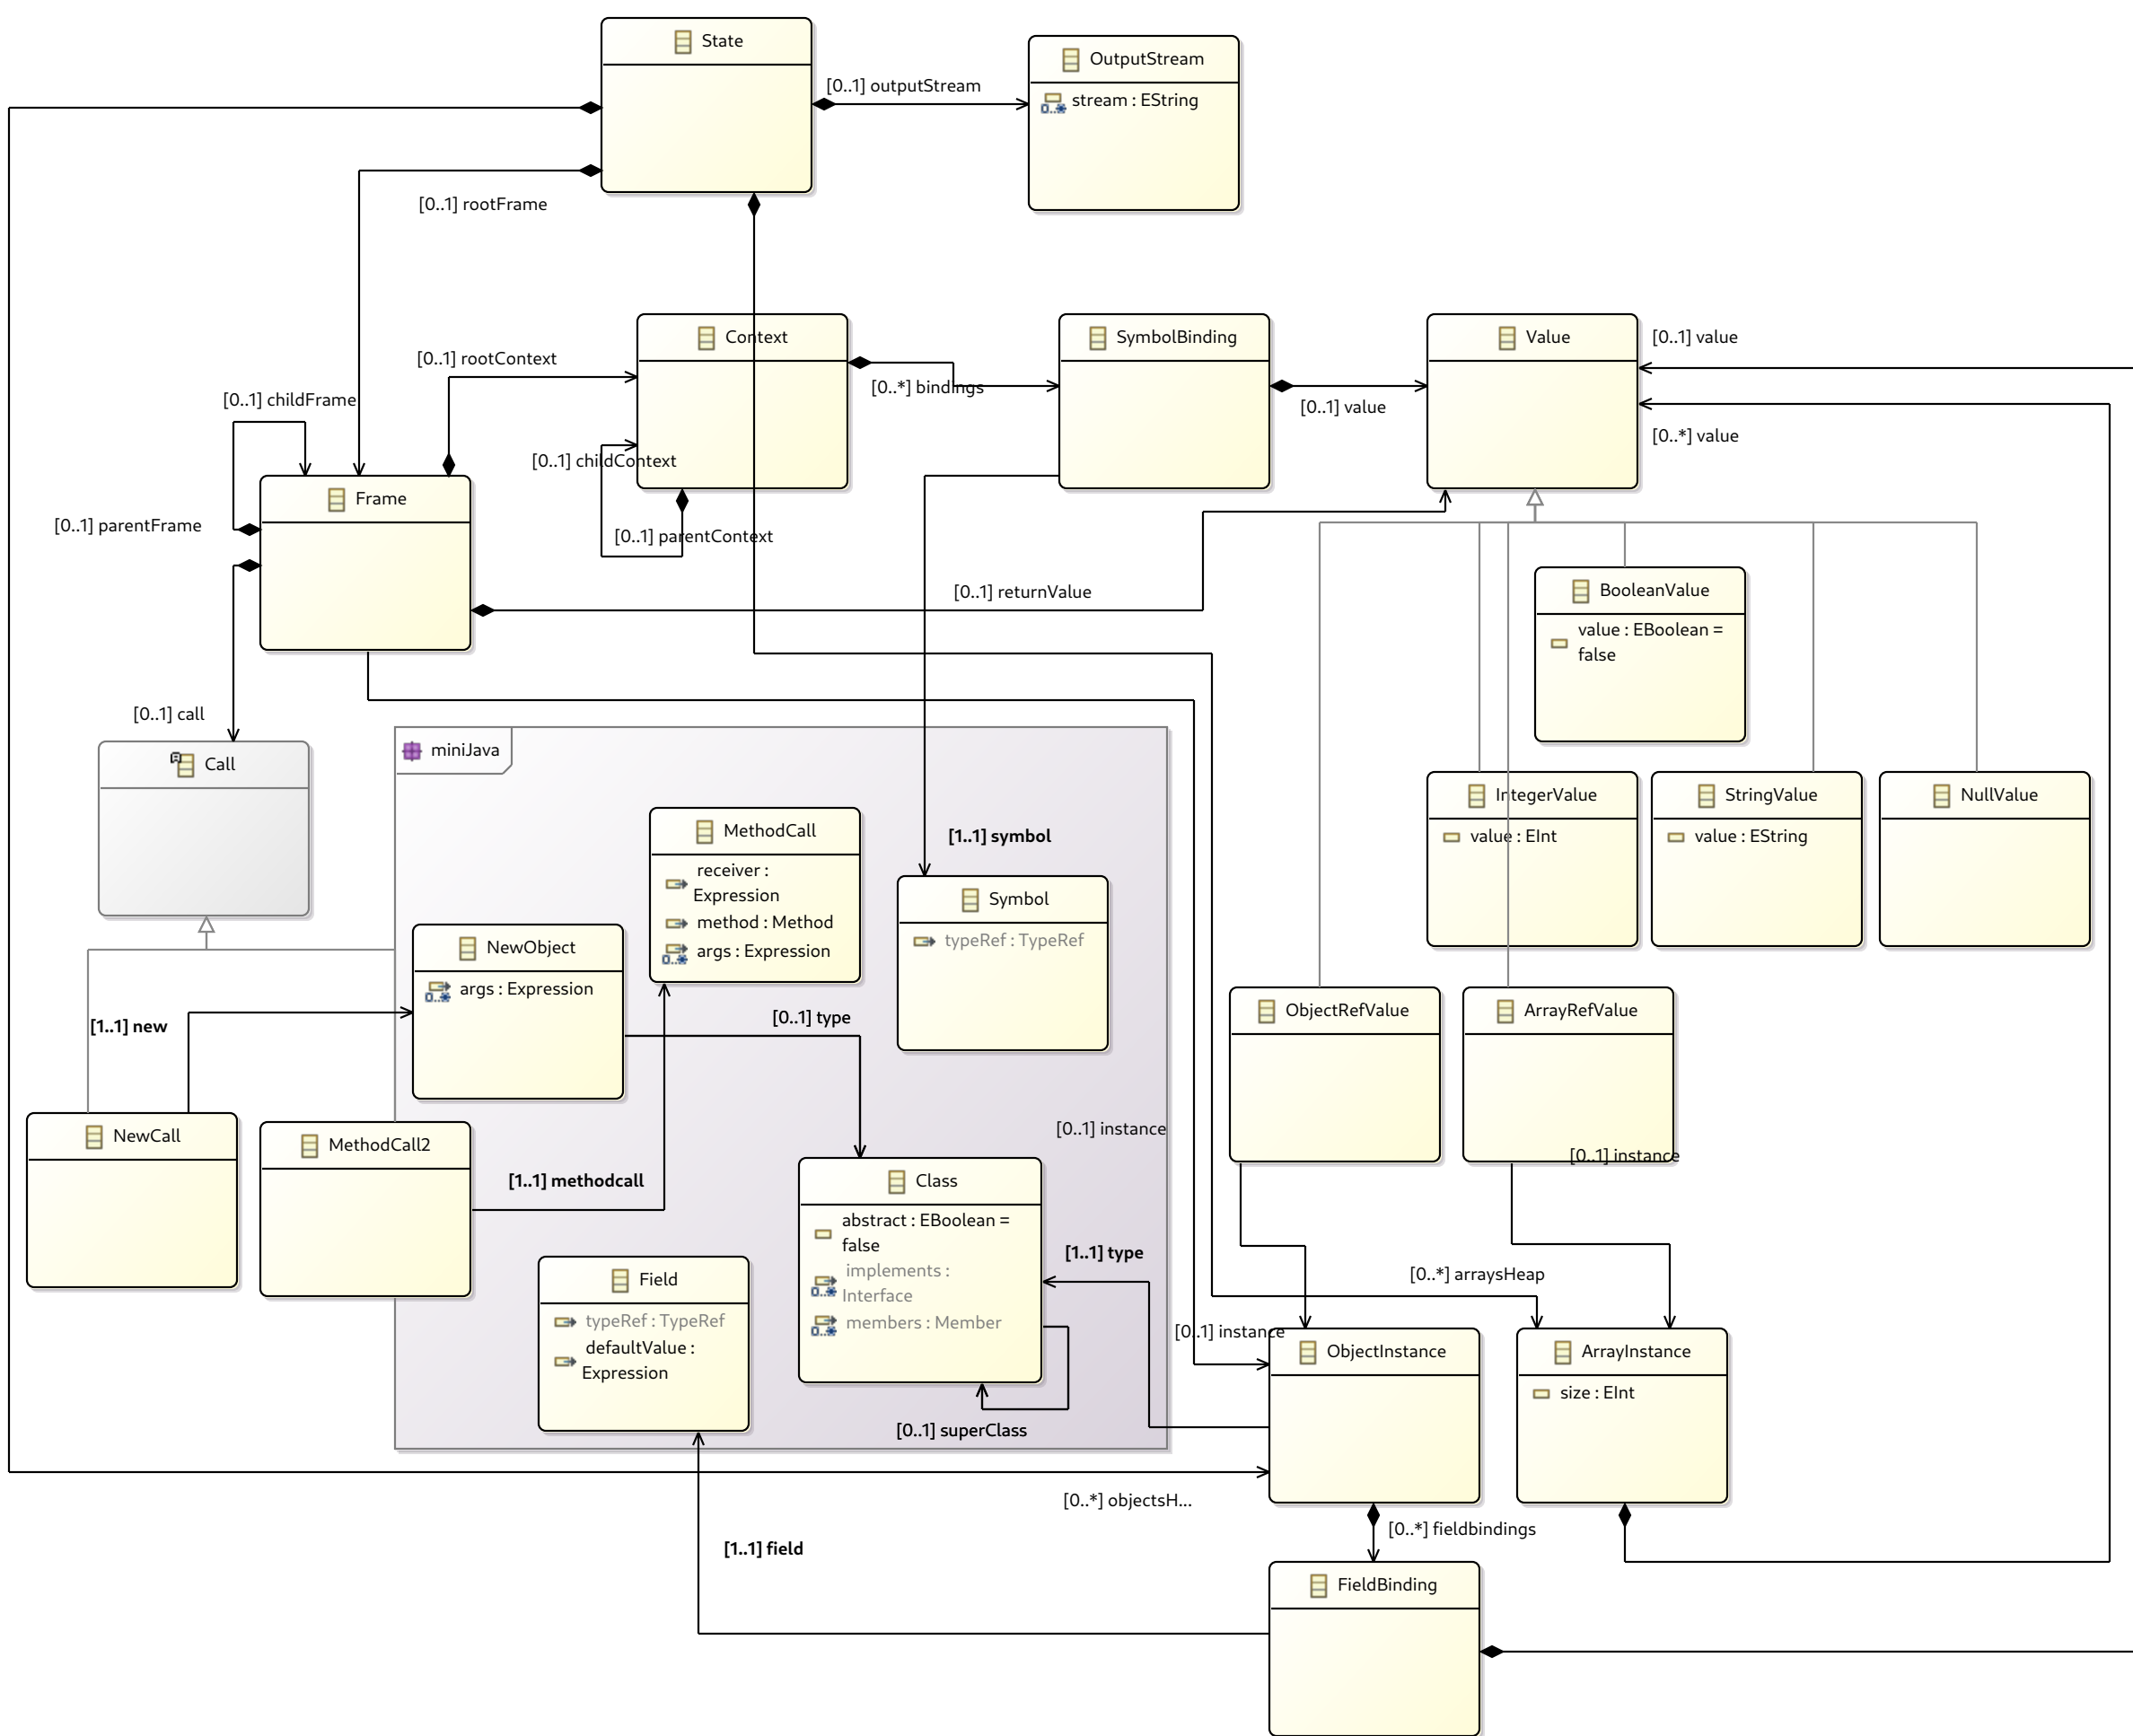 State
OutputStream
[0..1] outputStream
stream : EString
[0..1] rootFrame
Context
SymbolBinding
Value
[0..1] value
[0..1] rootContext
[0..*] bindings
[0..1] childFrame
[0..1] value
[0..*] value
[0..1] childContext
Frame
[0..1] parentFrame
[0..1] parentContext
[0..1] returnValue
BooleanValue
value : EBoolean =
false
[0..1] call
miniJava
Call
MethodCall
receiver :
Expression
method : Method
args : Expression
[1..1] symbol
Symbol
typeRef : TypeRef
IntegerValue
value : EInt
StringValue
value : EString
NullValue
NewObject
args : Expression
[1..1] new
[0..1] type
ObjectRefValue
ArrayRefValue
NewCall
MethodCall2
[0..1] instance
[0..1] instance
[1..1] methodcall
Class
abstract : EBoolean =
false
implements :
Interface
members : Member
[1..1] type
[0..*] arraysHeap
Field
typeRef : TypeRef
defaultValue :
Expression
[0..1] instance
ObjectInstance
ArrayInstance
size : EInt
[0..1] superClass
[0..*] objectsH...
[0..*] fieldbindings
[1..1] field
FieldBinding